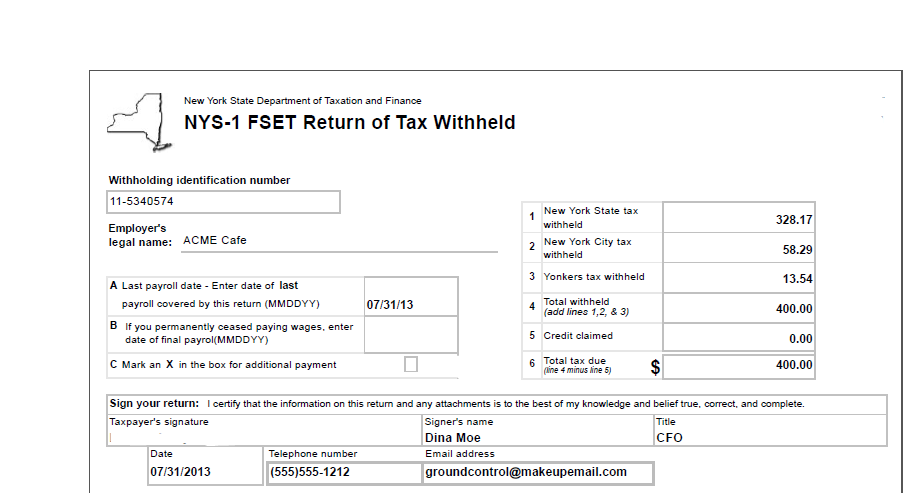 New York State Department of Taxation and Finance
NYS-1 FSET Return of Tax Withheld
Withholding identification number
11-5340574
Employer's
legal name: ACME Cafe
A Last payroll date - Enter date of last
payroll covered by this return (MMDDYY) 07/31/13
B If you permanently ceased paying wages, enter
date of final payrol(MMDDYY)
C Mark an X in the box for additional payment
1 New York State tax
withheld 328.17
2 New York City tax
withheld 58.29
3 Yonkers tax withheld 13.54
4 Total withheld
(add lines 1,2, & 3) 400.00
5 Credit claimed 0.00
6 Total tax due
(line 4 minus line 5) $ 400.00
Sign your return: I certify that the information on this return and any attachments is to the best of my knowledge and belief true, correct, and complete.
Taxpayer's signature Signer's name Title
Dina Moe CFO
Date Telephone number Email address
07/31/2013 (555)555-1212 groundcontrol@makeupemail.com